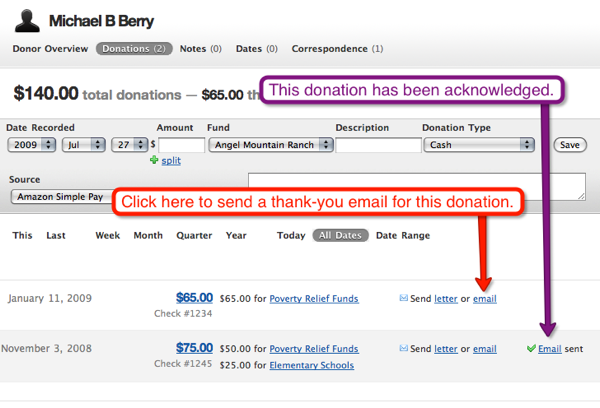 Michael B Berry
Donor Overview Donations (2) Notes (0) Dates (0) Correspondence (1)
$140.00 total donations — $65.00 th
This donation has been acknowledged.
Date Recorded Amount Fund Description Donation Type
2009 Jul 27 $ Angel Mountain Ranch Cash Save
split
Source
Amazon Simple Pay
Click here to send a thank-you email for this donation.
This Last Week Month Quarter Year Today All Dates Date Range
January 11, 2009 $65.00 $65.00 for Poverty Relief Funds Send letter or email
Check #1234
November 3, 2008 $75.00 $50.00 for Poverty Relief Funds Send letter or email Email sent
Check #1245 $25.00 for Elementary Schools